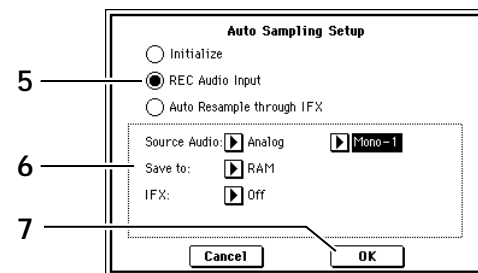 Auto Sampling Setup
Initialize
5
REC Audio Input
Auto Resample through IFX
Source Audio: Analog Mono-1
6
Save to: RAM
IFX: Off
7
Cancel OK